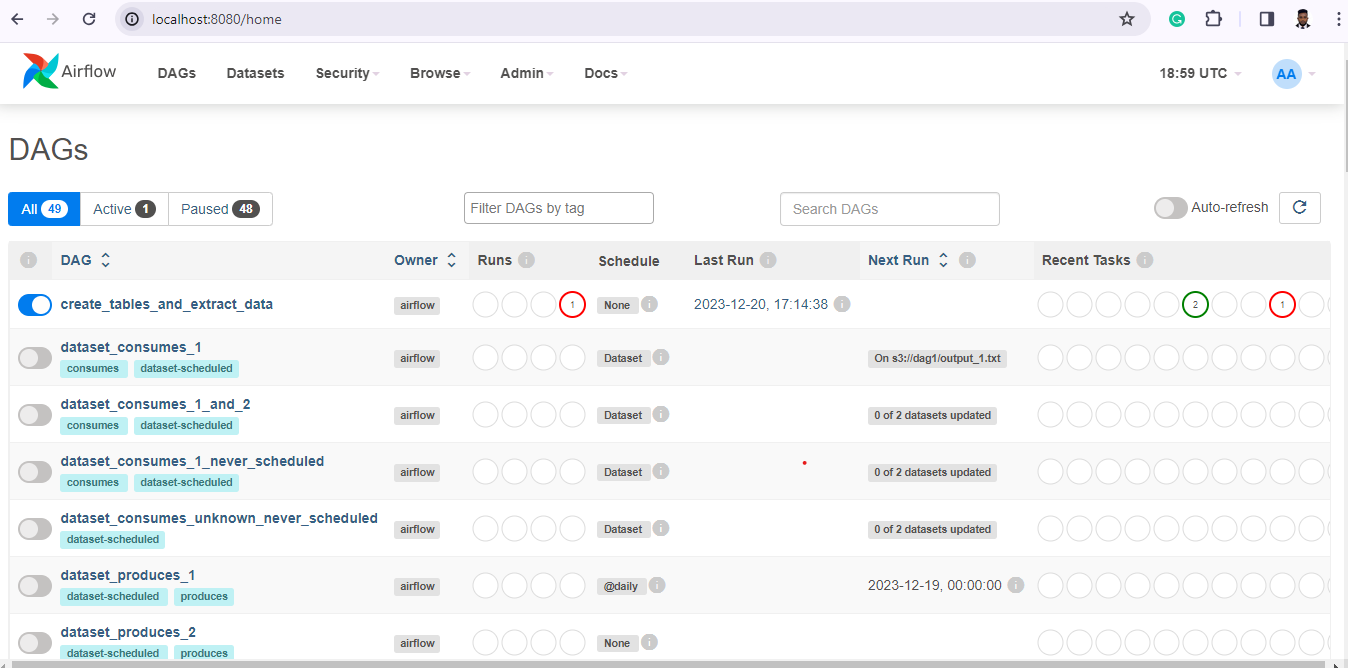 localhost:8080/home
Airflow DAGs Datasets Security Browse Admin Docs 18:59 UTC AA
DAGs
All 49 Active 1 Paused 48 Filter DAGs by tag Search DAGs Auto-refresh
DAG Owner Runs Schedule Last Run Next Run Recent Tasks
create_tables_and_extract_data airflow 1 None 2023-12-20, 17:14:38 2 1
dataset_consumes_1 airflow Dataset On s3://dag1/output_1.txt
consumes dataset-scheduled
dataset_consumes_1_and_2 airflow Dataset 0 of 2 datasets updated
consumes dataset-scheduled
dataset_consumes_1_never_scheduled airflow Dataset 0 of 2 datasets updated
consumes dataset-scheduled
dataset_consumes_unknown_never_scheduled airflow Dataset 0 of 2 datasets updated
dataset-scheduled
dataset_produces_1 airflow @daily 2023-12-19, 00:00:00
dataset-scheduled produces
dataset_produces_2 airflow None
dataset-scheduled produces